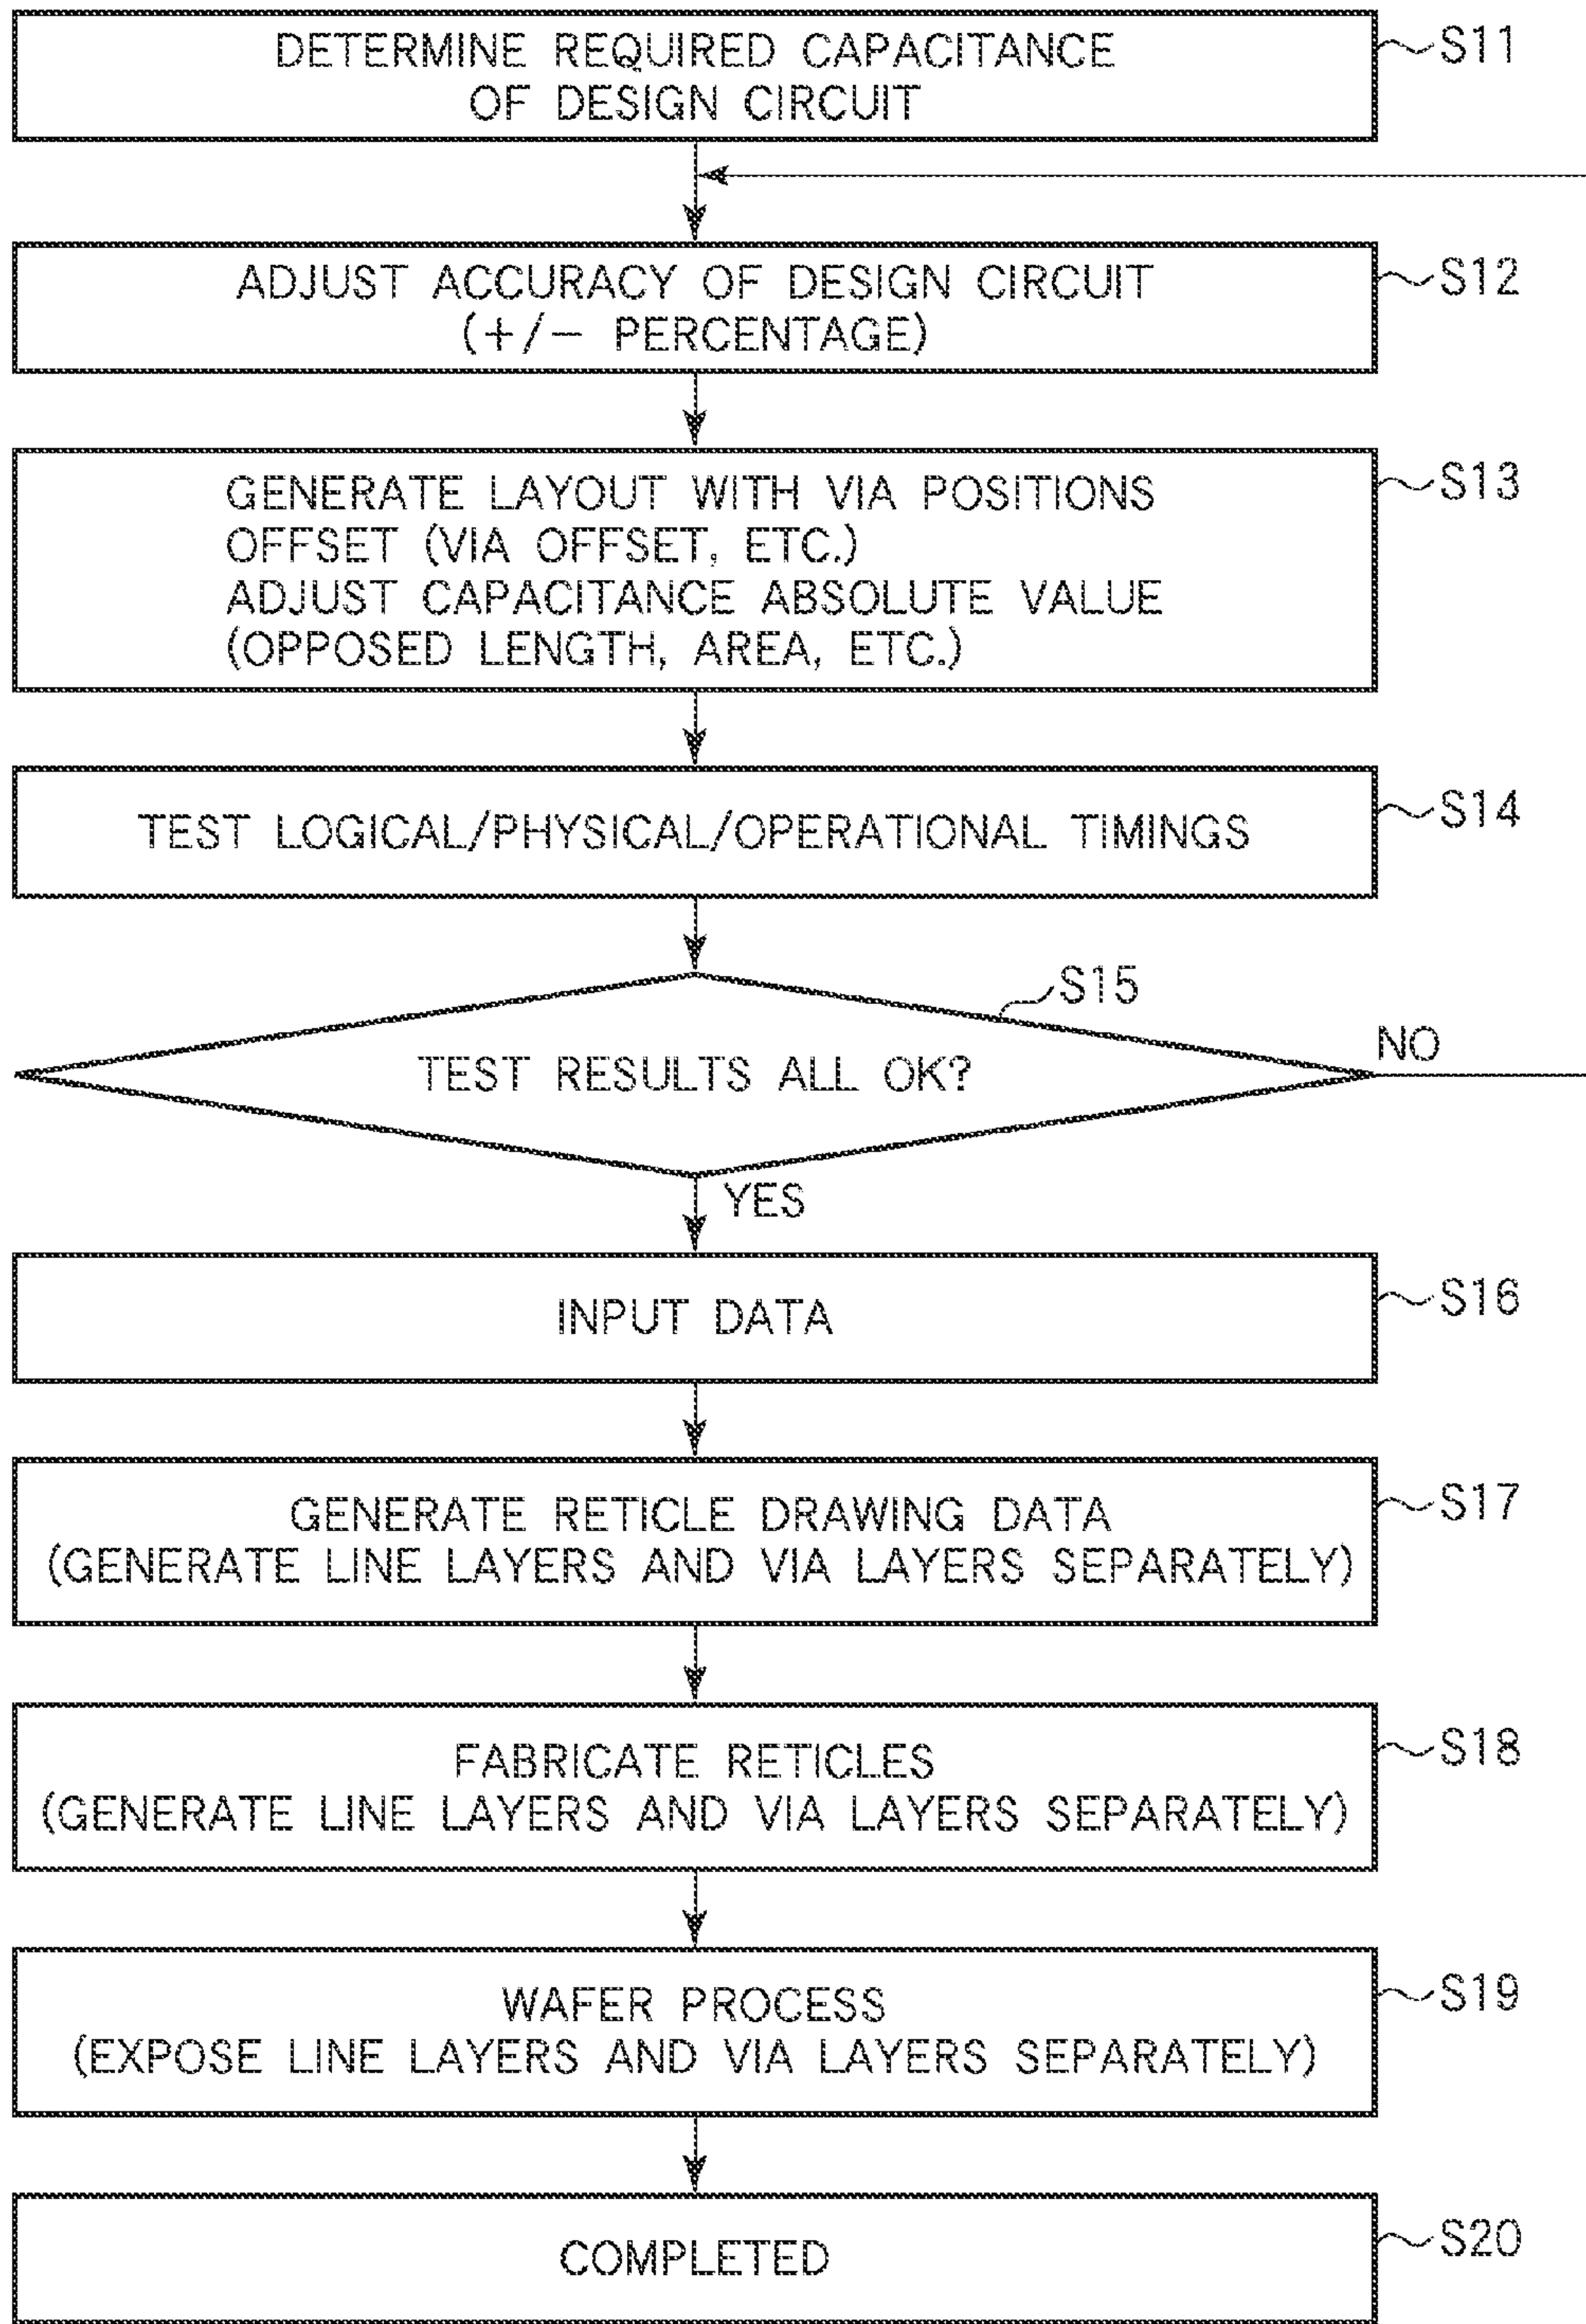 DETERMINE REQUIRED CAPACITANCE
OF DESIGN CIRCUIT
S11
ADJUST ACCURACY OF DESIGN CIRCUIT
(+/− PERCENTAGE)
S12
GENERATE LAYOUT WITH VIA POSITIONS
OFFSET (VIA OFFSET, ETC.)
ADJUST CAPACITANCE ABSOLUTE VALUE
(OPPOSED LENGTH, AREA, ETC.)
S13
TEST LOGICAL/PHYSICAL/OPERATIONAL TIMINGS
S14
S15
TEST RESULTS ALL OK?
NO
YES
INPUT DATA
S16
GENERATE RETICLE DRAWING DATA
(GENERATE LINE LAYERS AND VIA LAYERS SEPARATELY)
S17
FABRICATE RETICLES
(GENERATE LINE LAYERS AND VIA LAYERS SEPARATELY)
S18
WAFER PROCESS
(EXPOSE LINE LAYERS AND VIA LAYERS SEPARATELY)
S19
COMPLETED
S20